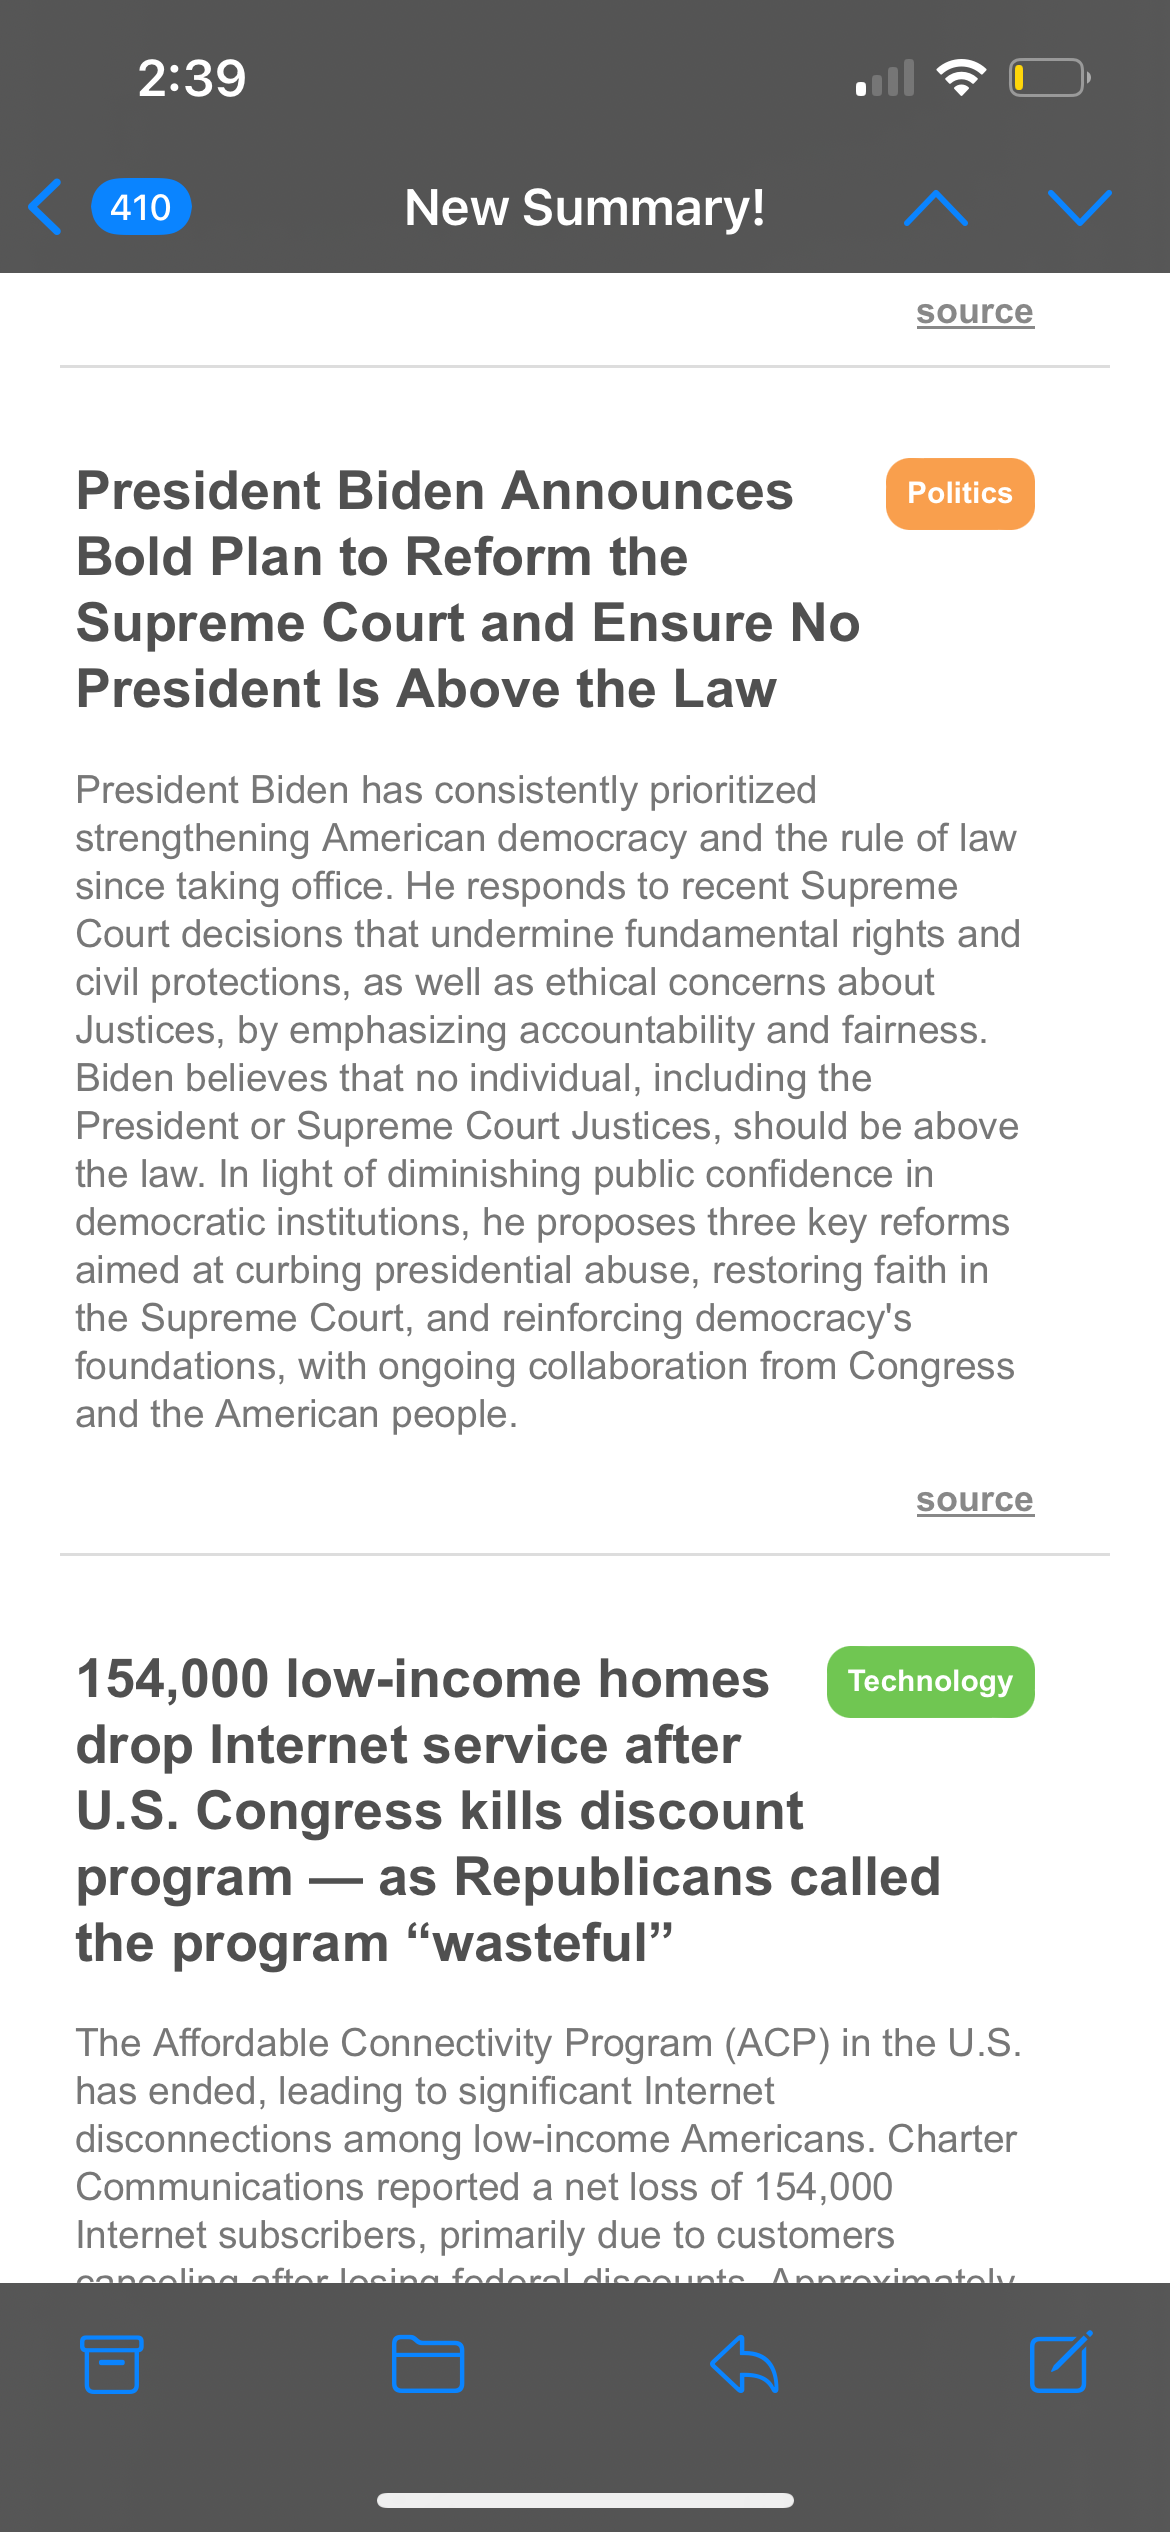 2:39
410
New Summary!
source
President Biden Announces
Politics
Bold Plan to Reform the
Supreme Court and Ensure No
President Is Above the Law
President Biden has consistently prioritized
strengthening American democracy and the rule of law
since taking office. He responds to recent Supreme
Court decisions that undermine fundamental rights and
civil protections, as well as ethical concerns about
Justices, by emphasizing accountability and fairness.
Biden believes that no individual, including the
President or Supreme Court Justices, should be above
the law. In light of diminishing public confidence in
democratic institutions, he proposes three key reforms
aimed at curbing presidential abuse, restoring faith in
the Supreme Court, and reinforcing democracy's
foundations, with ongoing collaboration from Congress
and the American people.
source
154,000 low-income homes
Technology
drop Internet service after
U.S. Congress kills discount
program — as Republicans called
the program “wasteful”
The Affordable Connectivity Program (ACP) in the U.S.
has ended, leading to significant Internet
disconnections among low-income Americans. Charter
Communications reported a net loss of 154,000
Internet subscribers, primarily due to customers
canceling after losing federal discounts. Approximately